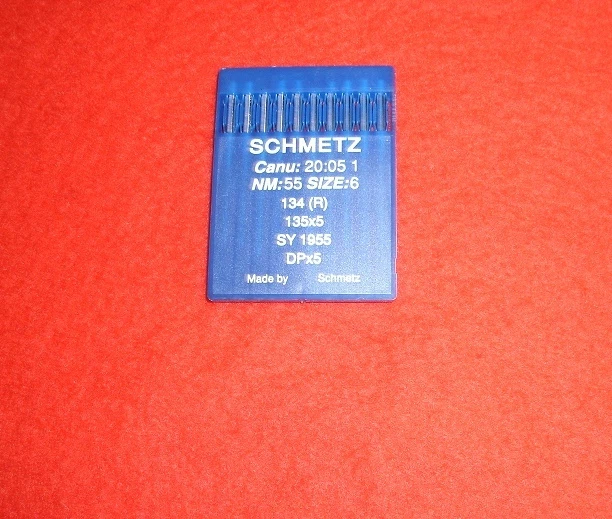 SCHMETZ
Canu: 20:05 1
NM:55 SIZE:6
134 (R)
135x5
SY 1955
DPx5
Made by Schmetz